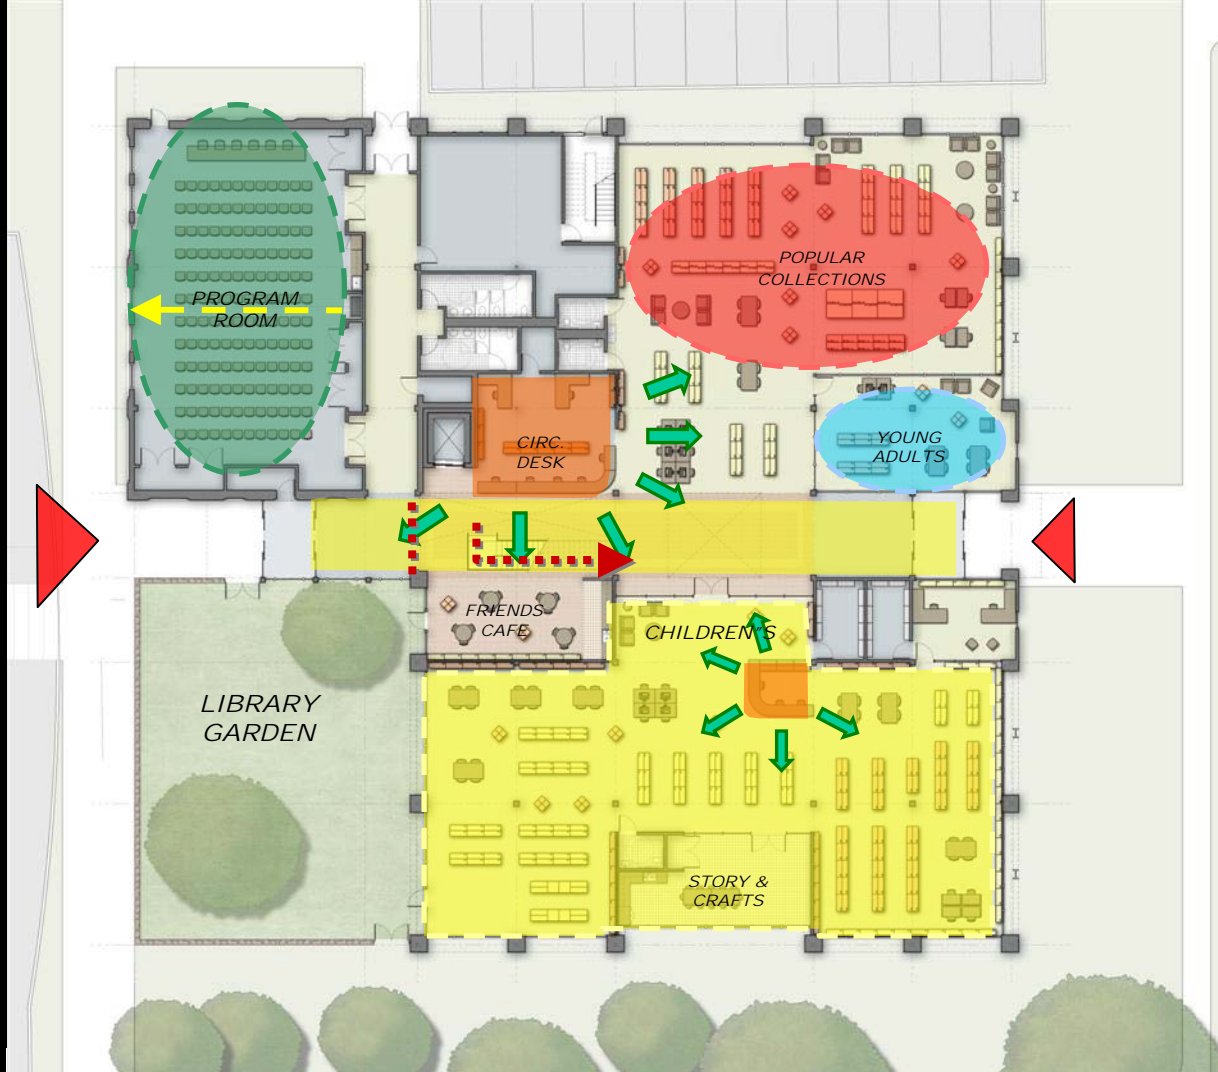 PROGRAM
ROOM
POPULAR
COLLECTIONS
CIRC.
DESK
YOUNG
ADULTS
FRIENDS
CAFE
CHILDREN'S
LIBRARY
GARDEN
STORY &
CRAFTS